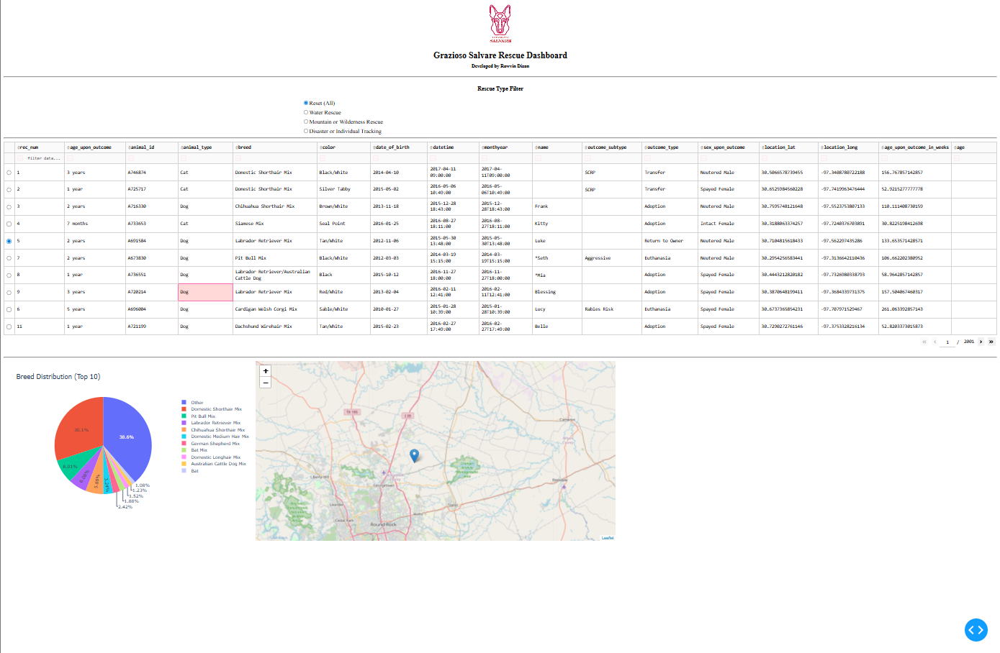 SALVARE
Grazioso Salvare Rescue Dashboard
Developed by Rowvin Dizon
Rescue Type Filter
Reset (All)
Water Rescue
Mountain or Wilderness Rescue
Disaster or Individual Tracking
rec_num age_upon_outcome animal_id animal_type breed color date_of_birth datetime monthyear name outcome_subtype outcome_type sex_upon_outcome location_lat location_long age_upon_outcome_in_weeks age
filter data...
1 3 years A746874 Cat Domestic Shorthair Mix Black/White 2014-04-10 2017-04-11 09:00:00 2017-04-11T09:00:00 SCRP Transfer Neutered Male 30.5066578739455 -97.3408780722188 156.767857142857
2 1 year A725717 Cat Domestic Shorthair Mix Silver Tabby 2015-05-02 2016-05-06 10:49:00 2016-05-06T10:49:00 SCRP Transfer Spayed Female 30.6525984560228 -97.7419963476444 52.9215277777778
3 2 years A716330 Dog Chihuahua Shorthair Mix Brown/White 2013-11-18 2015-12-28 18:43:00 2015-12-28T18:43:00 Frank Adoption Neutered Male 30.7595748121648 -97.5523753807133 110.111408730159
4 7 months A733653 Cat Siamese Mix Seal Point 2016-01-25 2016-08-27 18:11:00 2016-08-27T18:11:00 Kitty Adoption Intact Female 30.3188063374257 -97.7240376703891 30.8225198412698
5 2 years A691584 Dog Labrador Retriever Mix Tan/White 2012-11-06 2015-05-30 13:48:00 2015-05-30T13:48:00 Luke Return to Owner Neutered Male 30.7104815618433 -97.562297435286 133.653571428571
7 2 years A673830 Dog Pit Bull Mix Black/White 2012-03-03 2014-03-19 15:15:00 2014-03-19T15:15:00 *Seth Aggressive Euthanasia Neutered Male 30.2954256583441 -97.3136642110436 106.662202380952
8 1 year A736551 Dog Labrador Retriever/Australian Cattle Dog Black 2015-10-12 2016-11-27 18:00:00 2016-11-27T18:00:00 *Mia Adoption Spayed Female 30.4443212820182 -97.7326980338793 58.9642857142857
9 3 years A720214 Dog Labrador Retriever Mix Red/White 2013-02-04 2016-02-11 12:41:00 2016-02-11T12:41:00 Blessing Adoption Spayed Female 30.3870648199411 -97.3684339731375 157.504067460317
6 5 years A696004 Dog Cardigan Welsh Corgi Mix Sable/White 2010-01-27 2015-01-28 10:39:00 2015-01-28T10:39:00 Lucy Rabies Risk Euthanasia Spayed Female 30.6737365854231 -97.707971529467 261.063392857143
11 1 year A721199 Dog Dachshund Wirehair Mix Tan/White 2015-02-23 2016-02-27 17:49:00 2016-02-27T17:49:00 Belle Adoption Spayed Female 30.7290272761146 -97.3753328216134 52.8203373015873
« ‹ 1 / 2001 › »
Breed Distribution (Top 10)
38.6%
30.1%
8.01%
5.88%
1.08%
1.23%
1.52%
1.88%
2.42%
Other
Domestic Shorthair Mix
Pit Bull Mix
Labrador Retriever Mix
Chihuahua Shorthair Mix
Domestic Medium Hair Mix
German Shepherd Mix
Bat Mix
Domestic Longhair Mix
Australian Cattle Dog Mix
Bat
+
−
Liberty Hill
Georgetown
Leander
Cedar Park
Round Rock
Taylor
Cameron
Rockdale
Leaflet